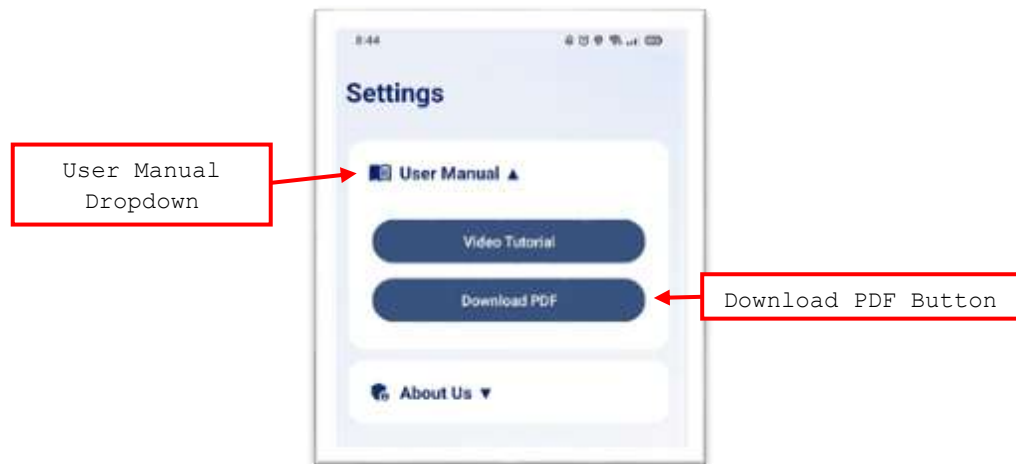 8:44
Settings
User Manual
Dropdown
User Manual ▲
Video Tutorial
Download PDF
Download PDF Button
About Us ▼